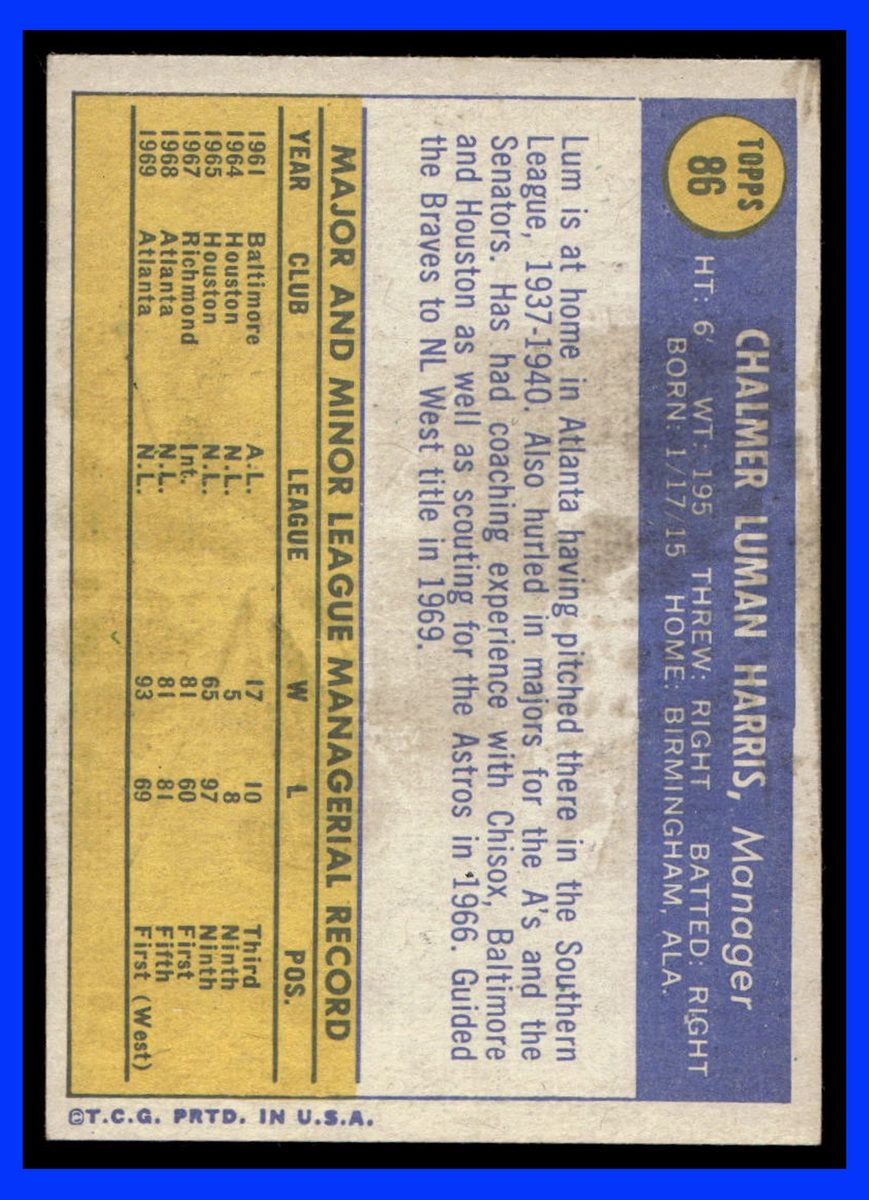 TOPPS
86
CHALMER LUMAN HARRIS, Manager
HT: 6' WT: 195 THREW: RIGHT BATTED: RIGHT
BORN: 1/17/15 HOME: BIRMINGHAM, ALA.
Lum is at home in Atlanta having pitched there in the Southern
League, 1937-1940. Also hurled in majors for the A's and the
Senators. Has had coaching experience with Chisox, Baltimore
and Houston as well as scouting for the Astros in 1966. Guided
the Braves to NL West title in 1969.
MAJOR AND MINOR LEAGUE MANAGERIAL RECORD
YEAR CLUB LEAGUE W L POS.
1961 Baltimore A.L. 17 10 Third
1964 Houston N.L. 5 8 Ninth
1965 Houston N.L. 65 97 Ninth
1967 Richmond Int. 81 60 First
1968 Atlanta N.L. 81 81 Fifth
1969 Atlanta N.L. 93 69 First (West)
©T.C.G. PRTD. IN U.S.A.